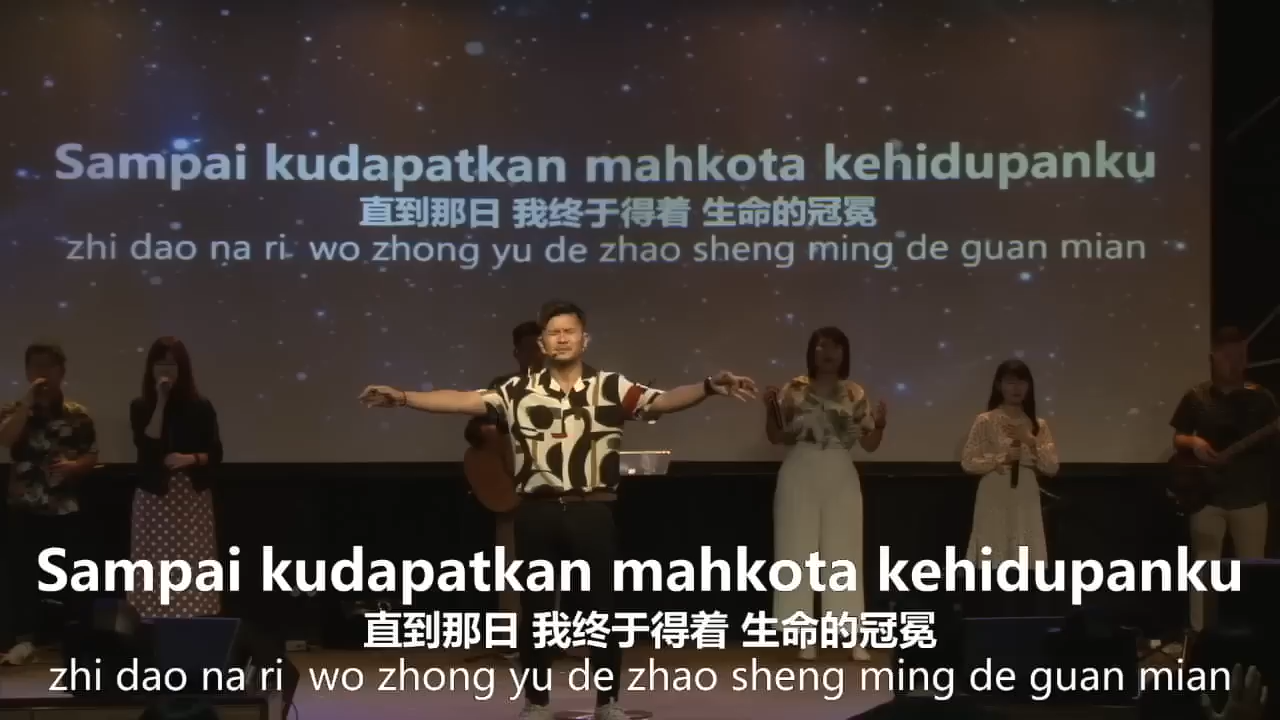 Sampai kudapatkan mahkota kehidupanku
直到那日 我终于得着 生命的冠冕
zhi dao na ri  wo zhong yu de zhao sheng ming de guan mian
Sampai kudapatkan mahkota kehidupanku
直到那日 我终于得着 生命的冠冕
zhi dao na ri  wo zhong yu de zhao sheng ming de guan mian